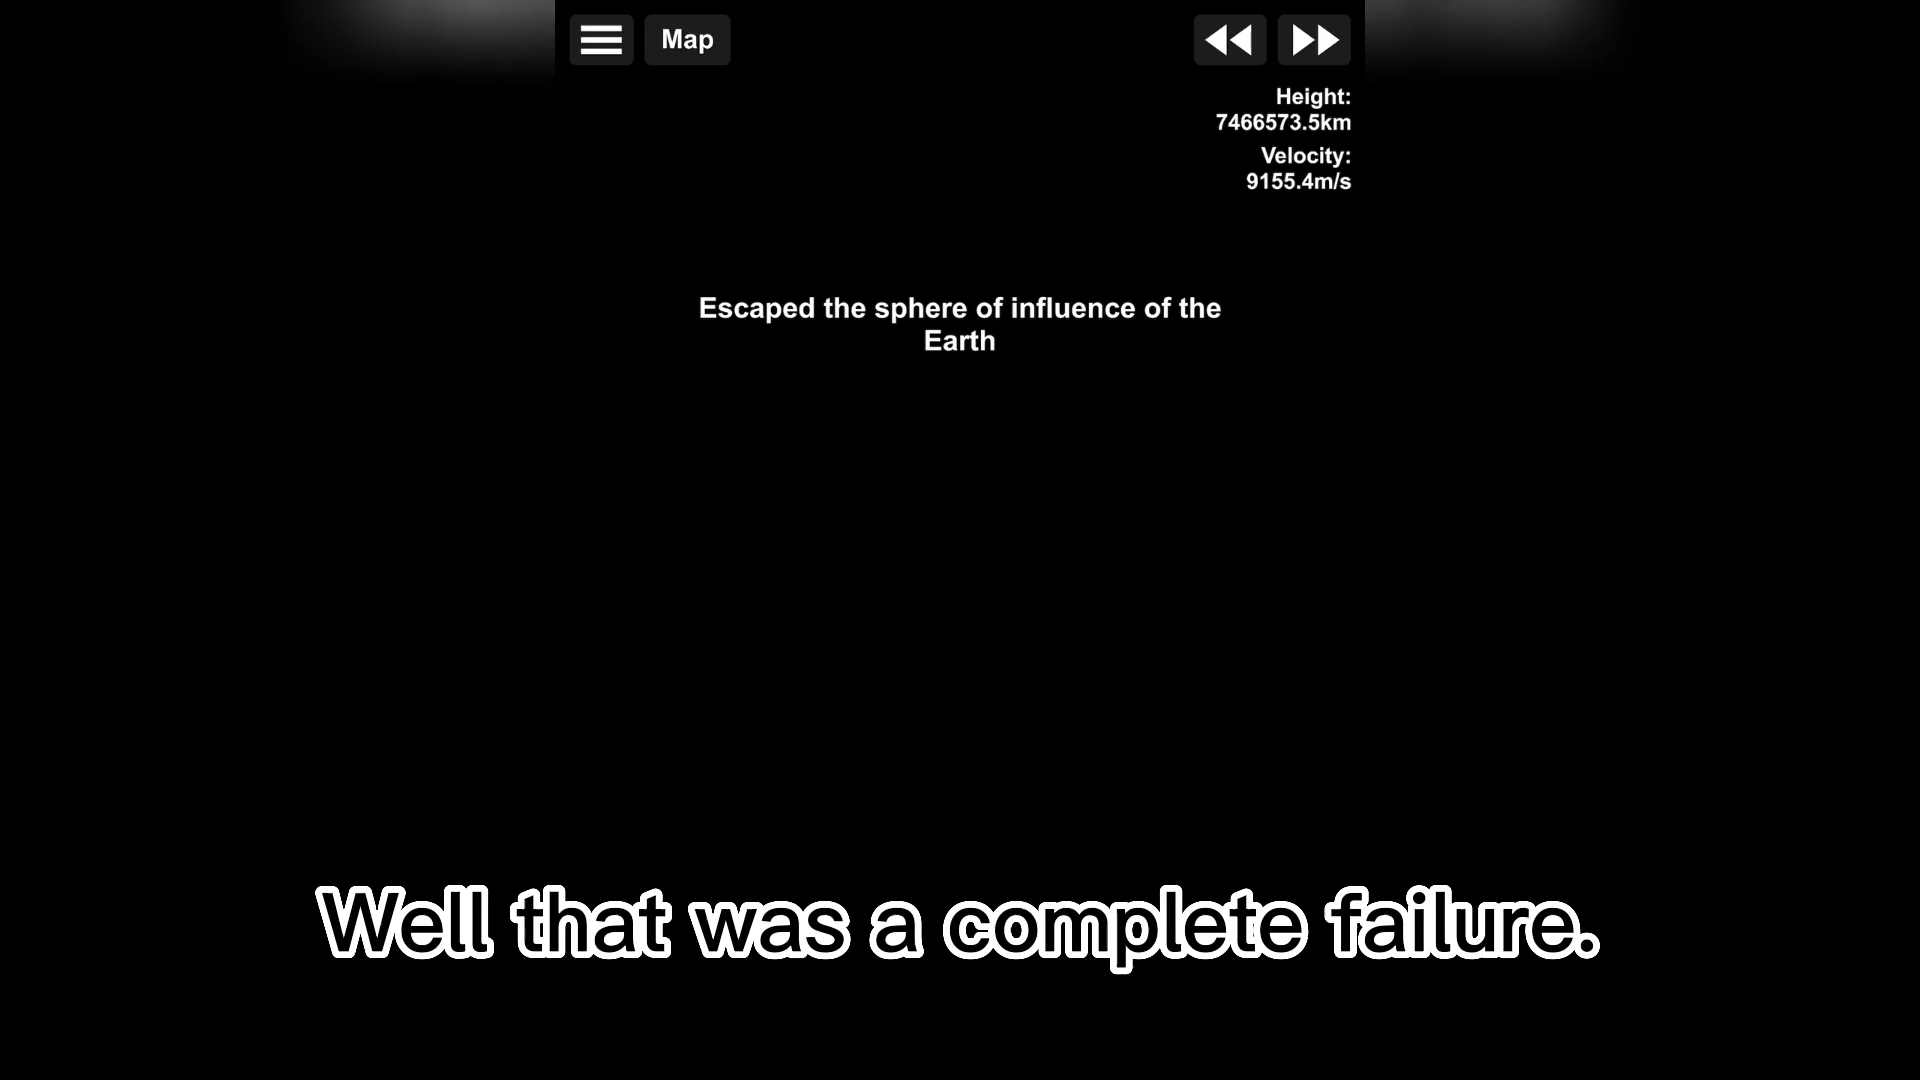 Map
Height:
7466573.5km
Velocity:
9155.4m/s
Escaped the sphere of influence of the
Earth
Well that was a complete failure.